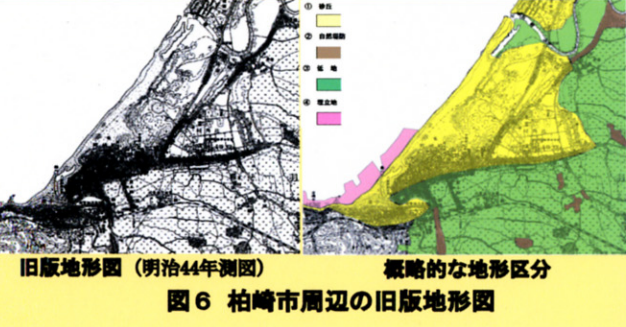 ① 砂丘
② 自然堤防
③ 低地
④ 埋立地
旧版地形図（明治44年測図）
概略的な地形区分
図６ 柏崎市周辺の旧版地形図